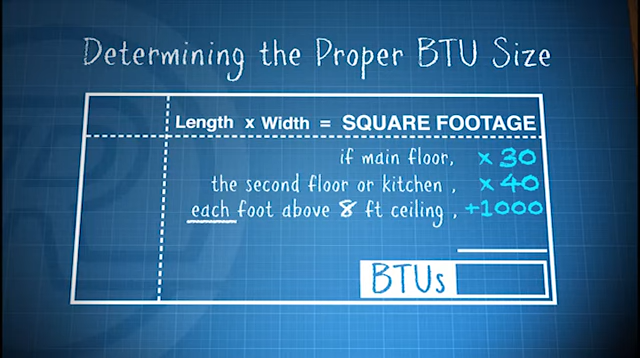 Determining the Proper BTU Size
Length x Width = SQUARE FOOTAGE
if main floor, x 30
the second floor or kitchen, x 40
each foot above 8 ft ceiling, +1000
BTUs